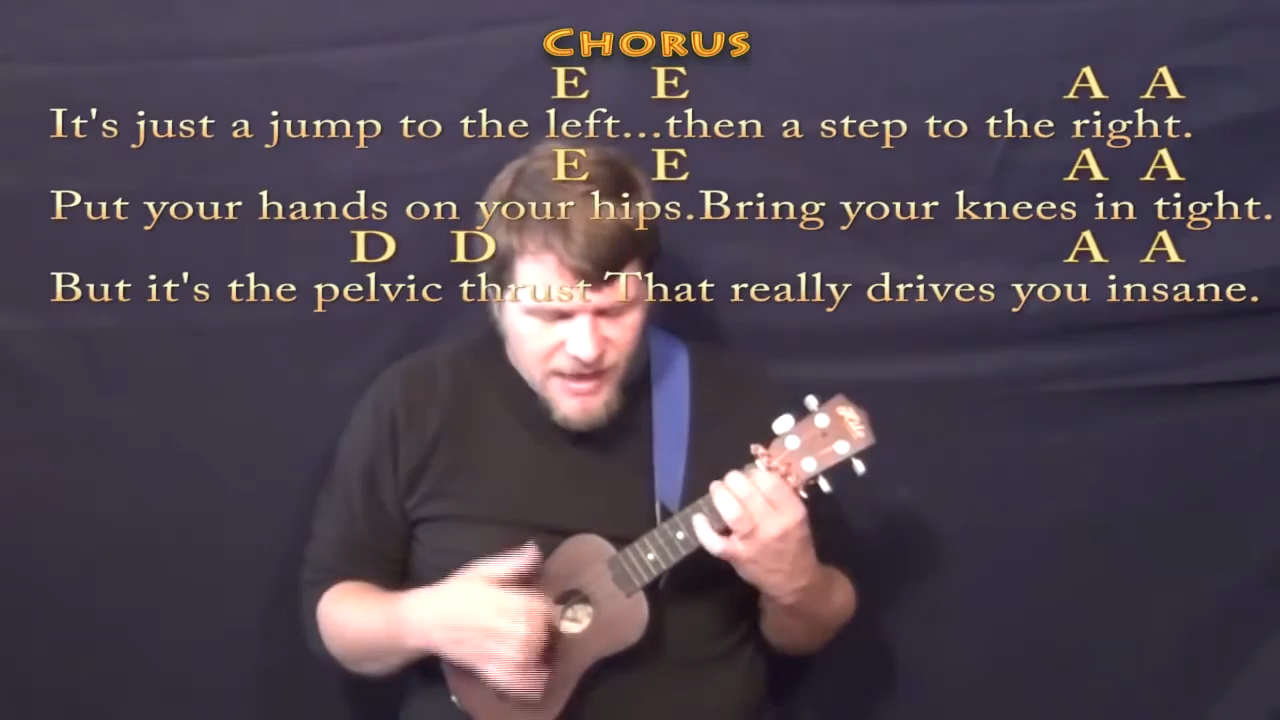 CHORUS
E E A A
It's just a jump to the left...then a step to the right.
E E A A
Put your hands on your hips.Bring your knees in tight.
D D A A
But it's the pelvic thrust That really drives you insane.